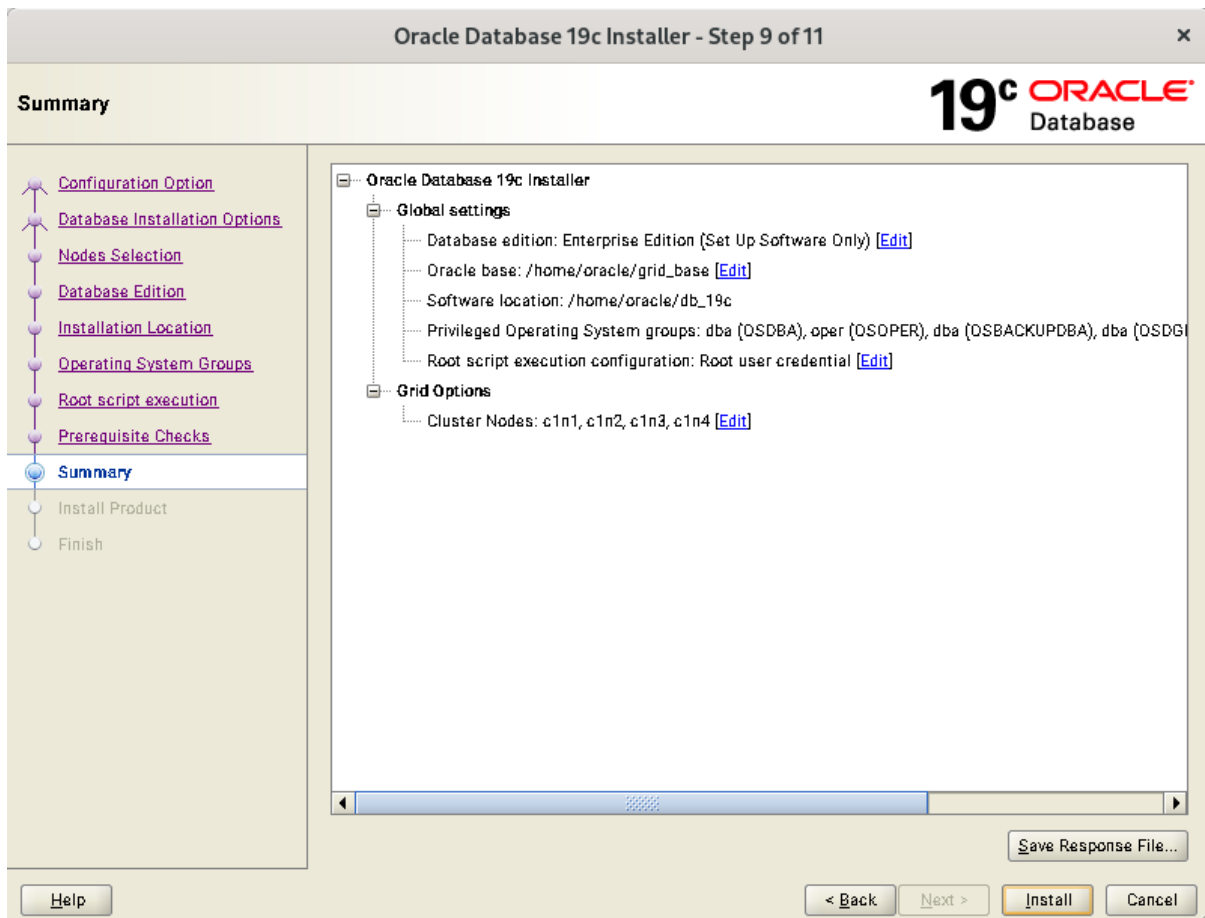 Oracle Database 19c Installer - Step 9 of 11
Summary
19c ORACLE
Database
Configuration Option
Database Installation Options
Nodes Selection
Database Edition
Installation Location
Operating System Groups
Root script execution
Prerequisite Checks
Summary
Install Product
Finish
Oracle Database 19c Installer
Global settings
Database edition: Enterprise Edition (Set Up Software Only) [Edit]
Oracle base: /home/oracle/grid_base [Edit]
Software location: /home/oracle/db_19c
Privileged Operating System groups: dba (OSDBA), oper (OSOPER), dba (OSBACKUPDBA), dba (OSDG
Root script execution configuration: Root user credential [Edit]
Grid Options
Cluster Nodes: c1n1, c1n2, c1n3, c1n4 [Edit]
Save Response File...
Help
< Back
Next >
Install
Cancel